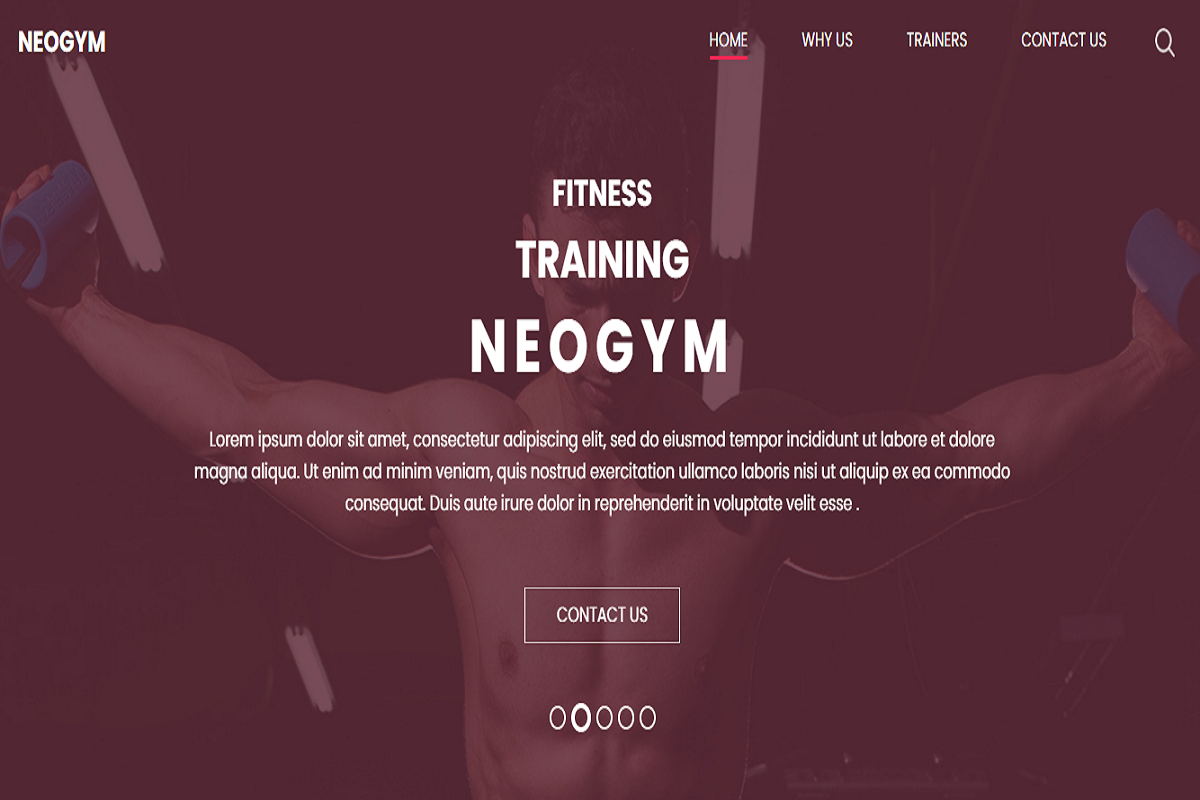 NEOGYM
HOME
WHY US
TRAINERS
CONTACT US
FITNESS
TRAINING
NEOGYM
Lorem ipsum dolor sit amet, consectetur adipiscing elit, sed do eiusmod tempor incididunt ut labore et dolore
magna aliqua. Ut enim ad minim veniam, quis nostrud exercitation ullamco laboris nisi ut aliquip ex ea commodo
consequat. Duis aute irure dolor in reprehenderit in voluptate velit esse .
CONTACT US